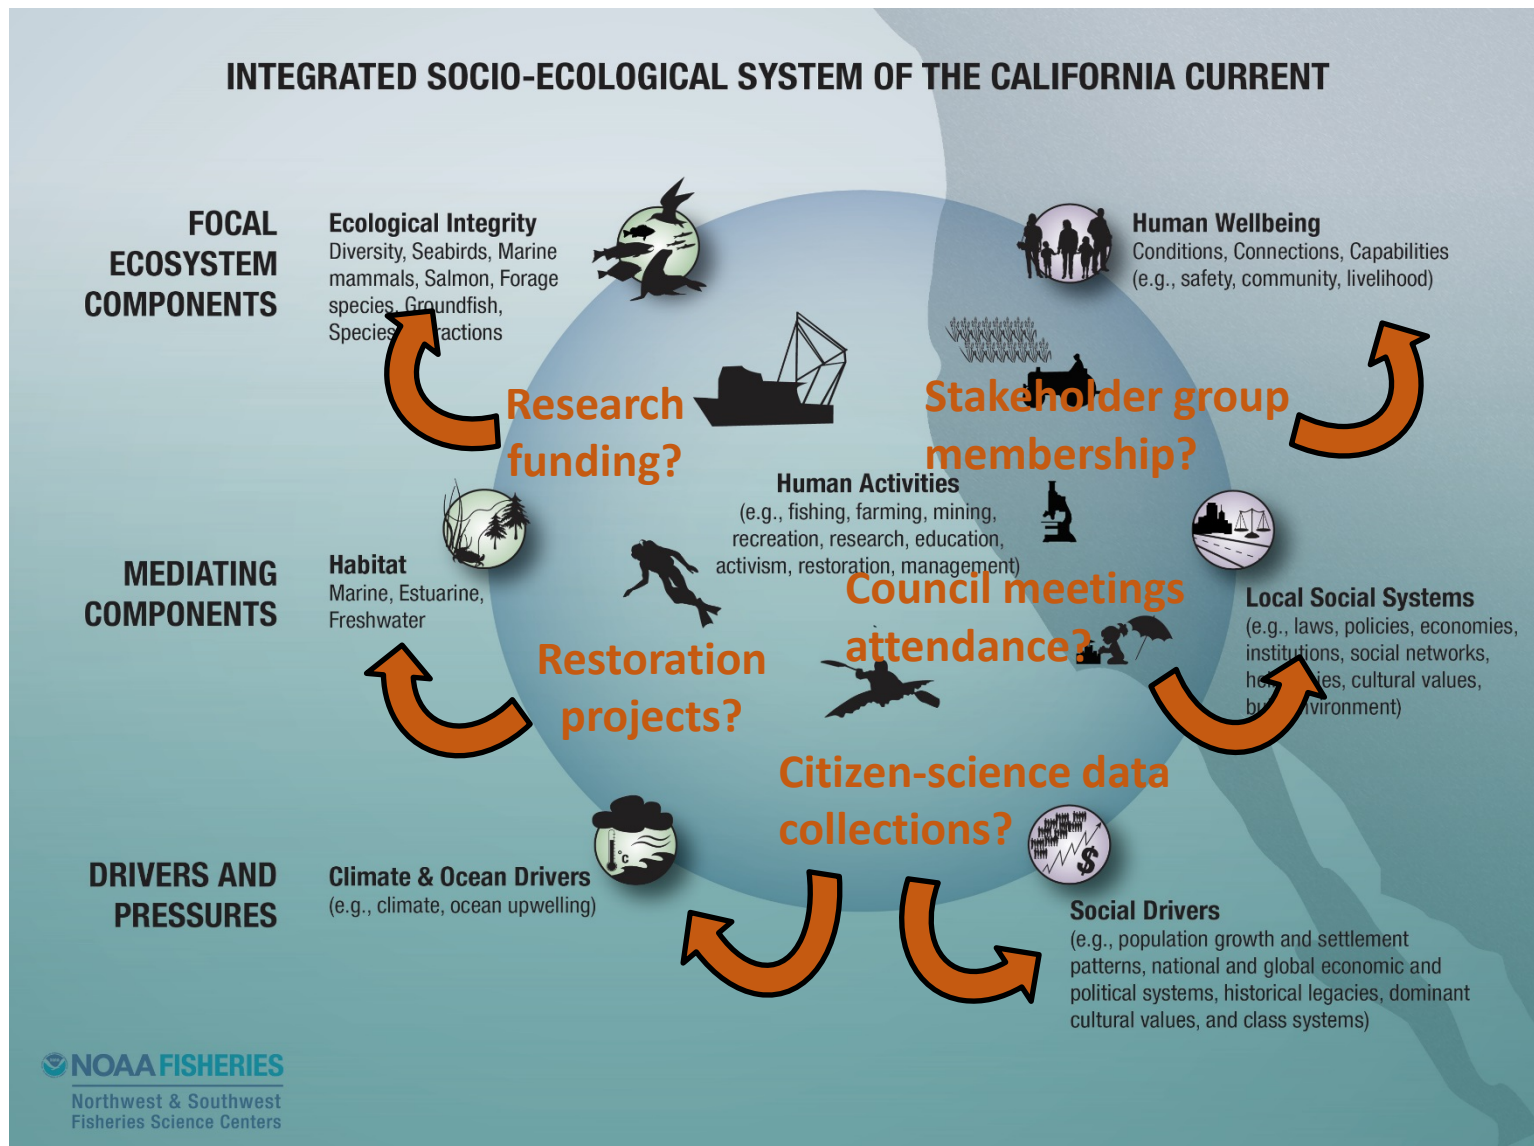 INTEGRATED SOCIO-ECOLOGICAL SYSTEM OF THE CALIFORNIA CURRENT
FOCAL
ECOSYSTEM
COMPONENTS
Ecological Integrity
Diversity, Seabirds, Marine
mammals, Salmon, Forage
species, Groundfish,
Species
Human Wellbeing
Conditions, Connections, Capabilities
(e.g., safety, community, livelihood)
Research
funding?
Stakeholder group
membership?
Human Activities
(e.g., fishing, farming, mining,
recreation, research, education,
activism, restoration, management)
MEDIATING
COMPONENTS
Habitat
Marine, Estuarine,
Freshwater
Council meetings
attendance?
Local Social Systems
(e.g., laws, policies, economies,
institutions, social networks,
cultural values,
Restoration
projects?
Citizen-science data
collections?
°C
$
DRIVERS AND
PRESSURES
Climate & Ocean Drivers
(e.g., climate, ocean upwelling)
Social Drivers
(e.g., population growth and settlement
patterns, national and global economic and
political systems, historical legacies, dominant
cultural values, and class systems)
NOAA FISHERIES
Northwest & Southwest
Fisheries Science Centers